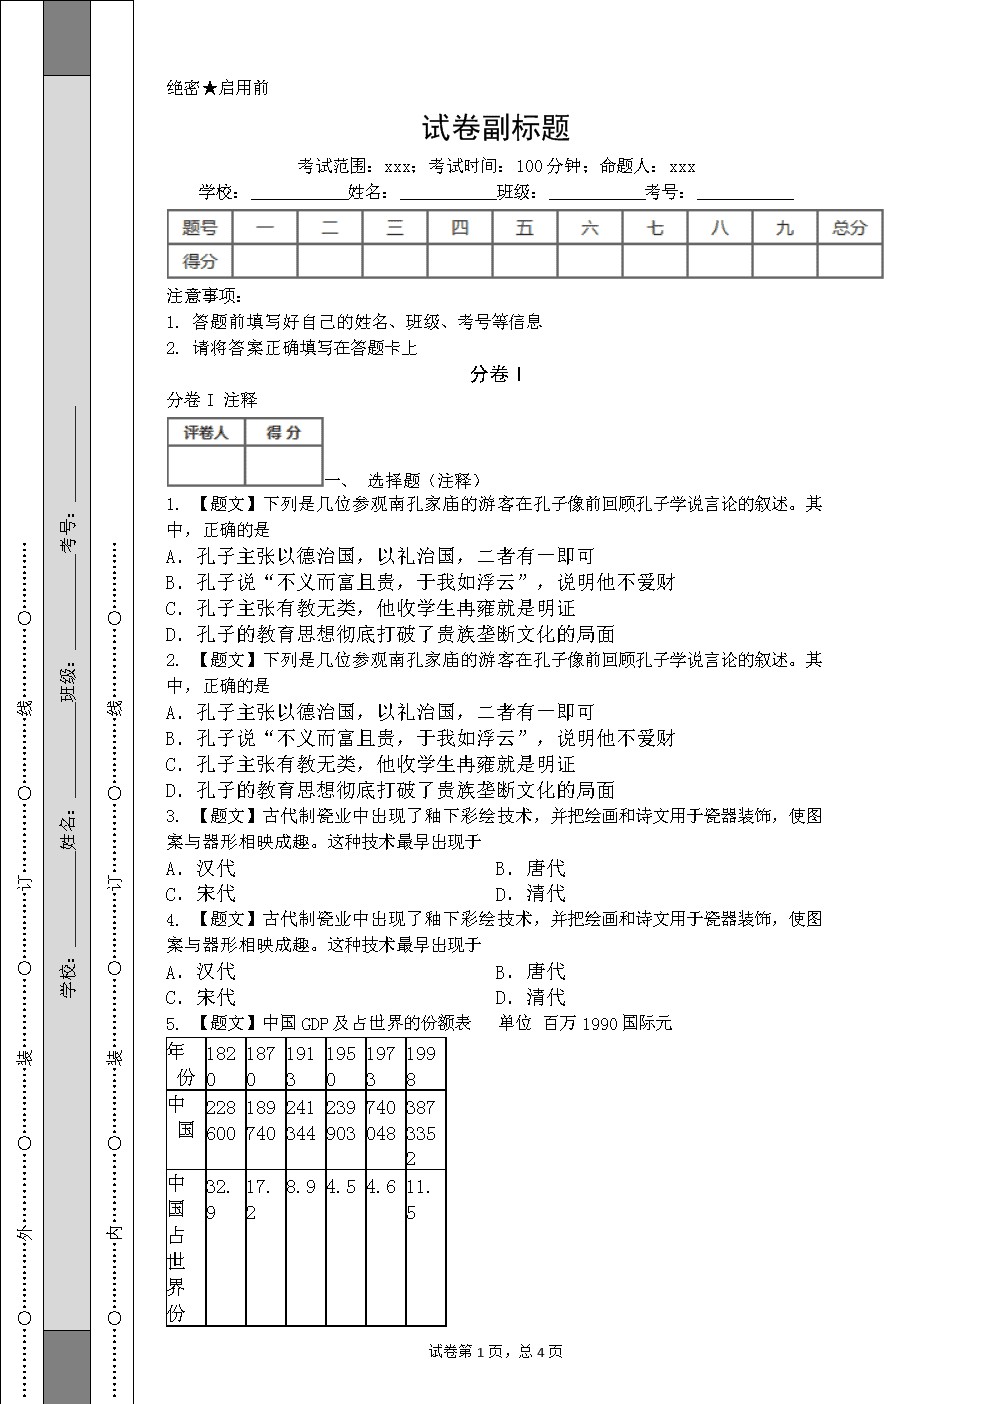 绝密★启用前
试卷副标题
考试范围：xxx；考试时间：100分钟；命题人：xxx
学校：___________姓名：___________班级：___________考号：___________
题号 一 二 三 四 五 六 七 八 九 总分
得分
注意事项：
1. 答题前填写好自己的姓名、班级、考号等信息
2. 请将答案正确填写在答题卡上
分卷I
分卷I 注释
评卷人 得 分
一、 选择题（注释）
1. 【题文】下列是几位参观南孔家庙的游客在孔子像前回顾孔子学说言论的叙述。其
中，正确的是
A．孔子主张以德治国，以礼治国，二者有一即可
B．孔子说“不义而富且贵，于我如浮云”，说明他不爱财
C．孔子主张有教无类，他收学生冉雍就是明证
D．孔子的教育思想彻底打破了贵族垄断文化的局面
2. 【题文】下列是几位参观南孔家庙的游客在孔子像前回顾孔子学说言论的叙述。其
中，正确的是
A．孔子主张以德治国，以礼治国，二者有一即可
B．孔子说“不义而富且贵，于我如浮云”，说明他不爱财
C．孔子主张有教无类，他收学生冉雍就是明证
D．孔子的教育思想彻底打破了贵族垄断文化的局面
3. 【题文】古代制瓷业中出现了釉下彩绘技术，并把绘画和诗文用于瓷器装饰，使图
案与器形相映成趣。这种技术最早出现于
A．汉代 B．唐代
C．宋代 D．清代
4. 【题文】古代制瓷业中出现了釉下彩绘技术，并把绘画和诗文用于瓷器装饰，使图
案与器形相映成趣。这种技术最早出现于
A．汉代 B．唐代
C．宋代 D．清代
5. 【题文】中国GDP及占世界的份额表 单位 百万1990国际元
年 182 187 191 195 197 199
份 0 0 3 0 3 8
中 228 189 241 239 740 387
国 600 740 344 903 048 335
2
中 32. 17. 8.9 4.5 4.6 11.
国 9 2 5
占
世
界
份
试卷第1页，总4页
学校：___________姓名：___________班级：___________考号：___________
………○………外………○………装………○………订………○………线………○………
………○………内………○………装………○………订………○………线………○………